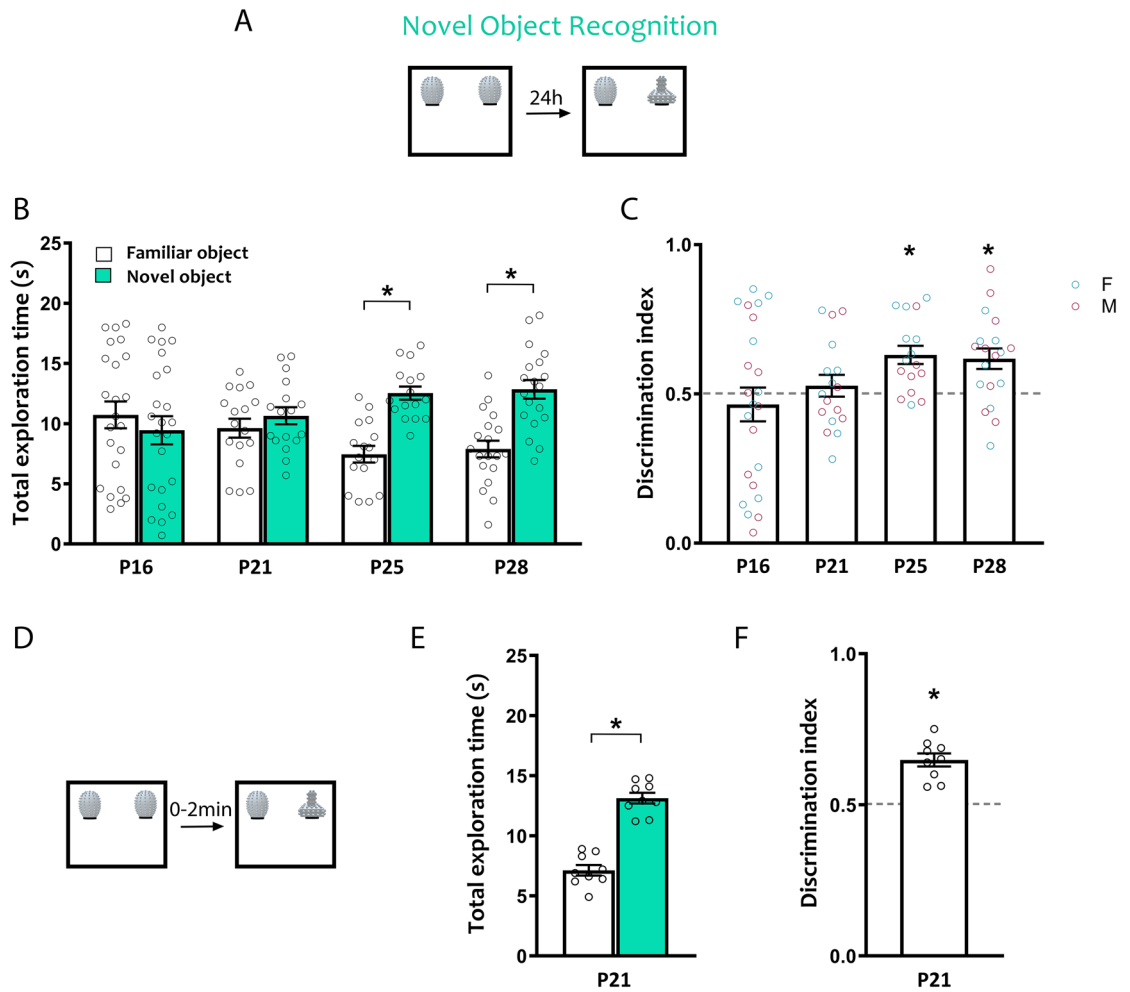 A
Novel Object Recognition
24h
B
Total exploration time (s)
25
20
15
10
5
0
Familiar object
Novel object
*
*
P16
P21
P25
P28
C
Discrimination index
1.0
0.5
0.0
*
*
F
M
P16
P21
P25
P28
D
0-2min
E
Total exploration time (s)
25
20
15
10
5
0
*
P21
F
Discrimination index
1.0
0.5
0.0
*
P21